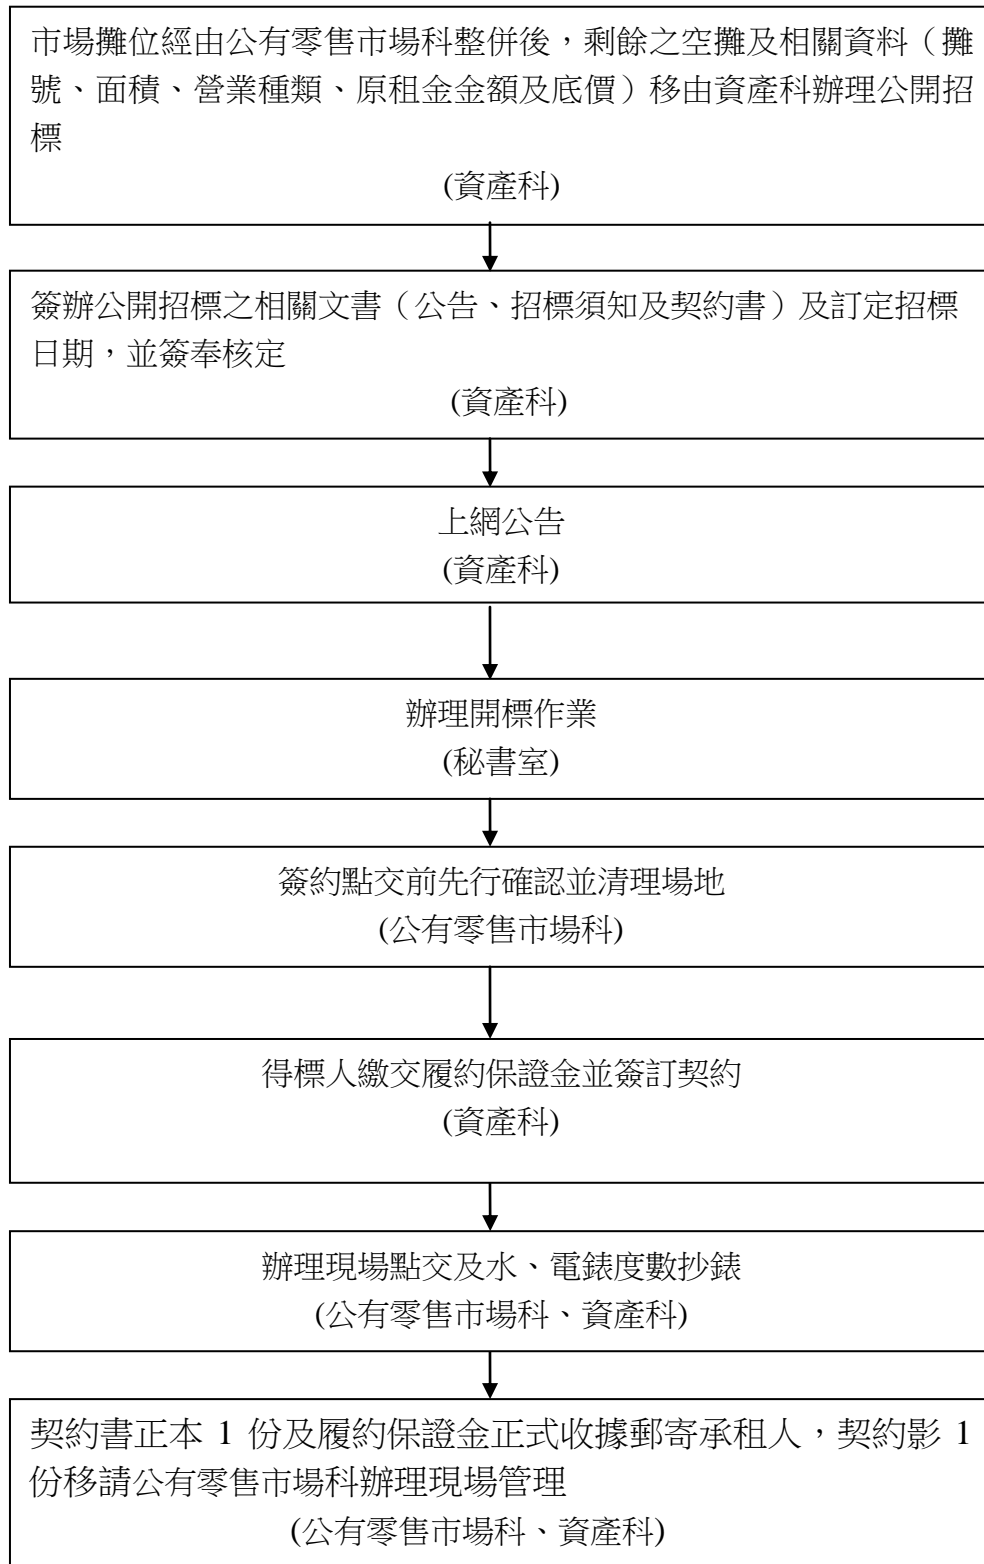 市場攤位經由公有零售市場科整併後，剩餘之空攤及相關資料（攤
號、面積、營業種類、原租金金額及底價）移由資產科辦理公開招
標
(資產科)
簽辦公開招標之相關文書（公告、招標須知及契約書）及訂定招標
日期，並簽奉核定
(資產科)
上網公告
(資產科)
辦理開標作業
(秘書室)
簽約點交前先行確認並清理場地
(公有零售市場科)
得標人繳交履約保證金並簽訂契約
(資產科)
辦理現場點交及水、電錶度數抄錶
(公有零售市場科、資產科)
契約書正本 1 份及履約保證金正式收據郵寄承租人，契約影 1
份移請公有零售市場科辦理現場管理
(公有零售市場科、資產科)